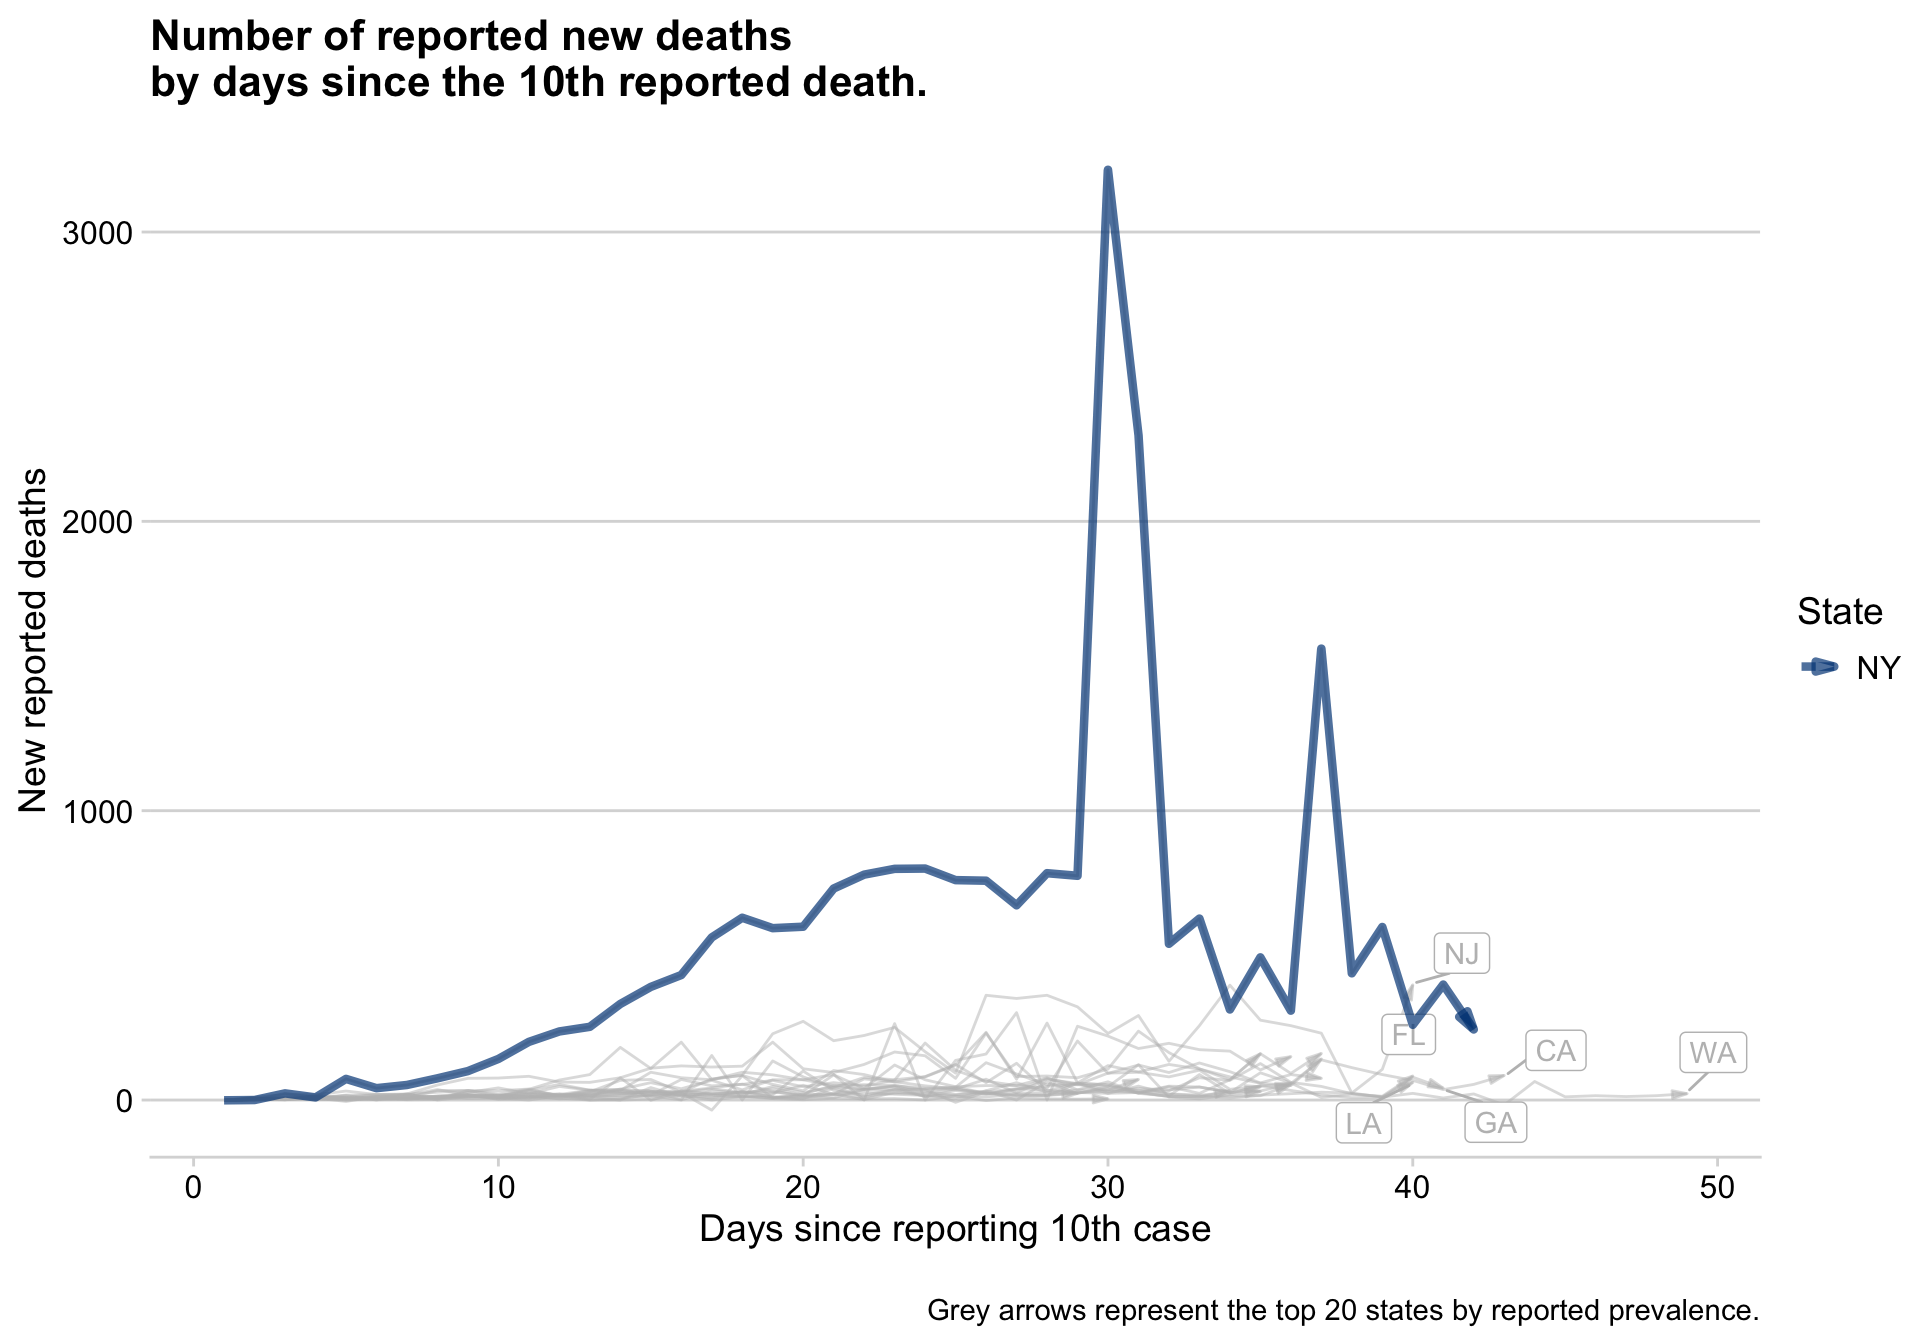 Number of reported new deaths
by days since the 10th reported death.
New reported deaths
3000
2000
1000
0
NJ
FL
CA
WA
LA
GA
State
NY
0 10 20 30 40 50
Days since reporting 10th case
Grey arrows represent the top 20 states by reported prevalence.